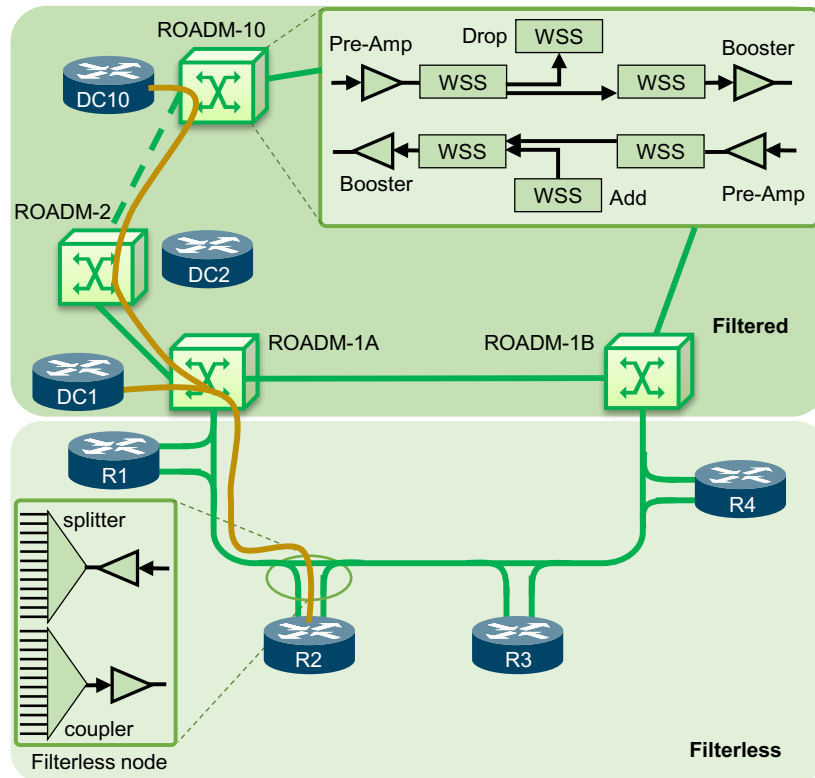 ROADM-10
Pre-Amp
Drop
WSS
Booster
WSS
WSS
DC10
WSS
WSS
Booster
WSS
Add
Pre-Amp
ROADM-2
DC2
Filtered
ROADM-1A
ROADM-1B
DC1
R1
R4
splitter
R2
R3
coupler
Filterless node
Filterless